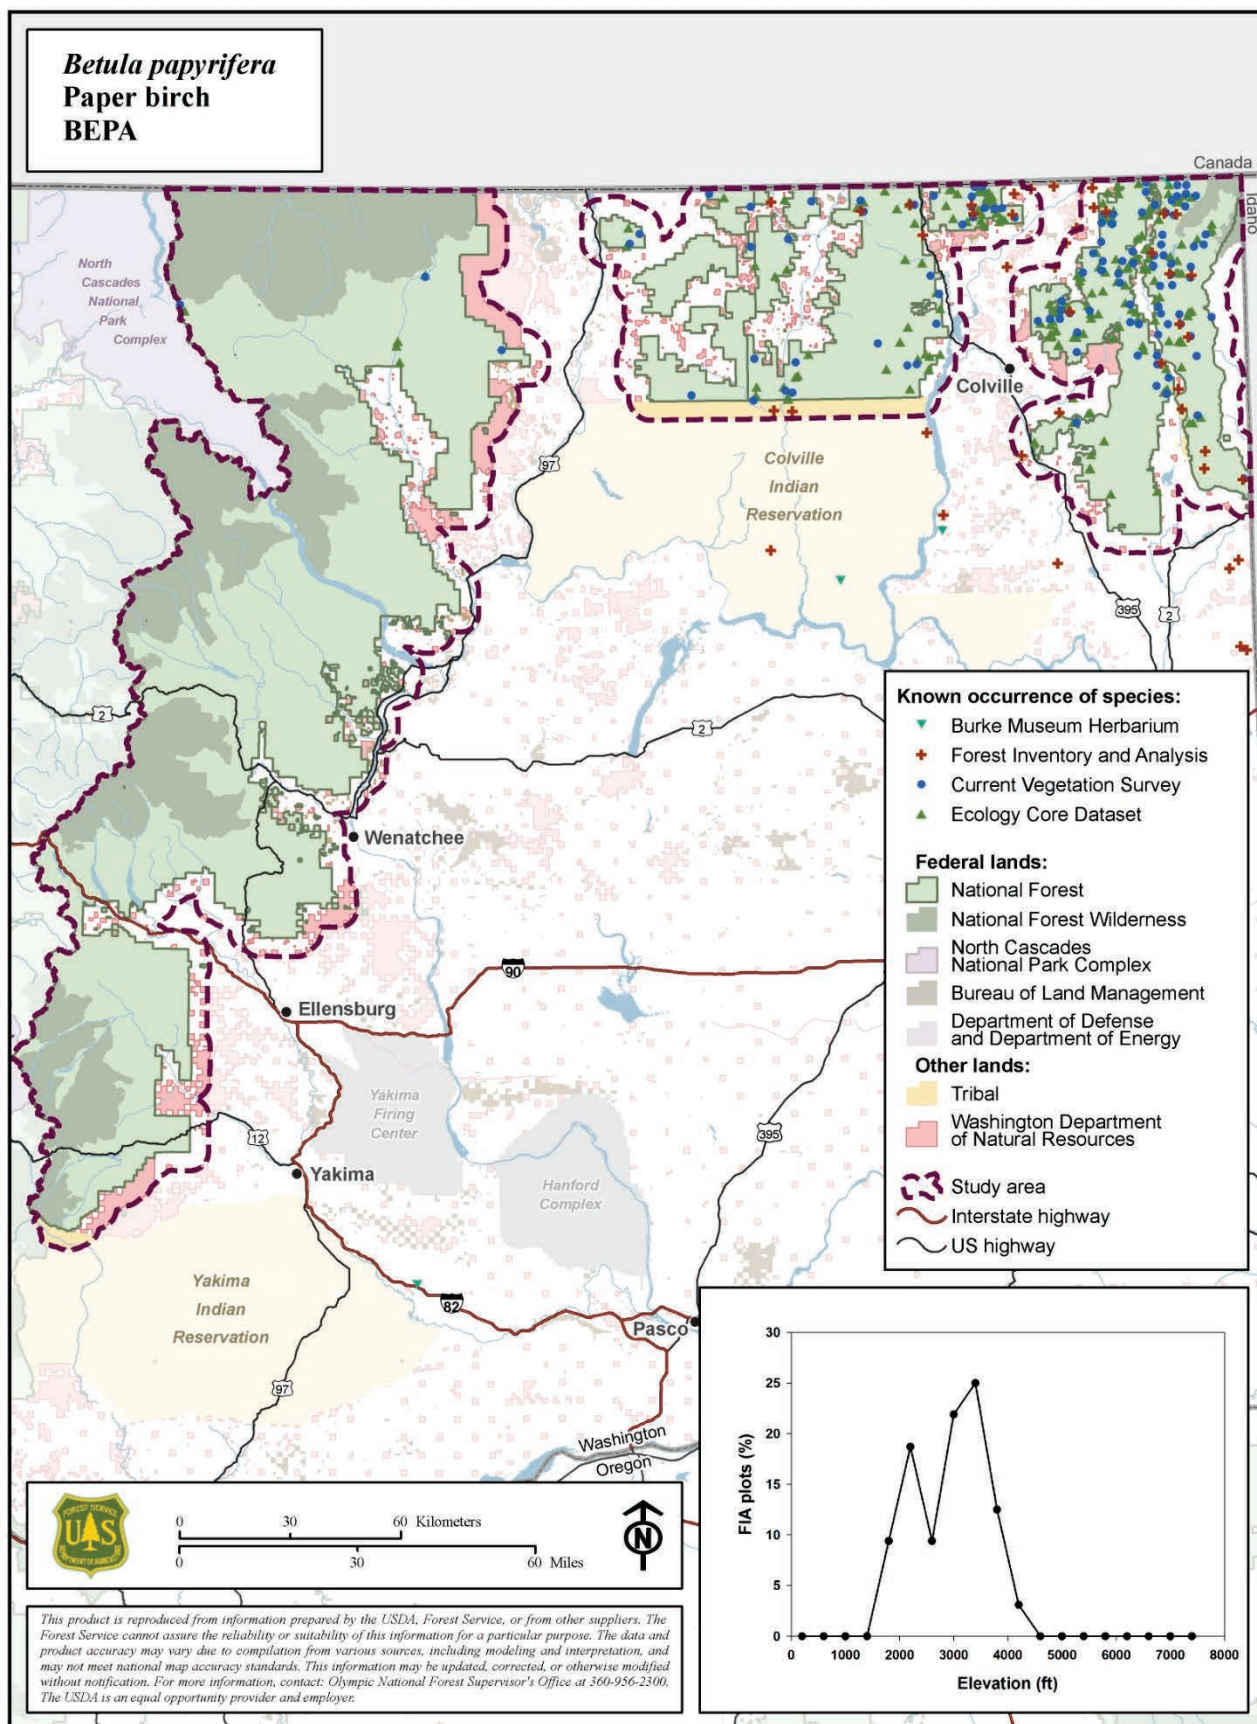 Betula papyrifera
Paper birch
BEPA
Canada
Idaho
North
Cascades
National
Park
Complex
Colville
97
Colville
Indian
Reservation
395
2
2
2
Known occurrence of species:
Burke Museum Herbarium
Forest Inventory and Analysis
Current Vegetation Survey
Ecology Core Dataset
Federal lands:
National Forest
National Forest Wilderness
North Cascades
National Park Complex
Bureau of Land Management
Department of Defense
and Department of Energy
Other lands:
Tribal
Washington Department
of Natural Resources
Study area
Interstate highway
US highway
Wenatchee
90
Ellensburg
Yakima
Firing
Center
395
12
Yakima
Hanford
Complex
Yakima
Indian
Reservation
82
Pasco
97
Washington
Oregon
FOREST SERVICE
U S
DEPARTMENT OF AGRICULTURE
0 30 60 Kilometers
0 30 60 Miles
N
This product is reproduced from information prepared by the USDA, Forest Service, or from other suppliers. The
Forest Service cannot assure the reliability or suitability of this information for a particular purpose. The data and
product accuracy may vary due to compilation from various sources, including modeling and interpretation, and
may not meet national map accuracy standards. This information may be updated, corrected, or otherwise modified
without notification. For more information, contact: Olympic National Forest Supervisor's Office at 360-956-2300.
The USDA is an equal opportunity provider and employer.
30
25
20
15
10
5
0
FIA plots (%)
0 1000 2000 3000 4000 5000 6000 7000 8000
Elevation (ft)